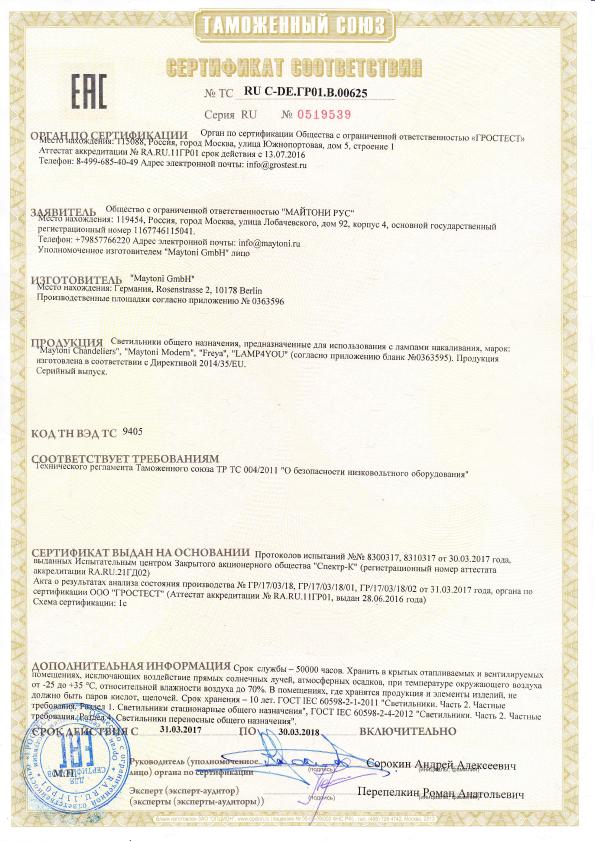 ТАМОЖЕННЫЙ СОЮЗ
ЕАС
СЕРТИФИКАТ СООТВЕТСТВИЯ
№ ТС RU C-DE.ГР01.В.00625
Серия RU № 0519539
ОРГАН ПО СЕРТИФИКАЦИИ Орган по сертификации Общества с ограниченной ответственностью «ГРОСТЕСТ»
Место нахождения: 115088, Россия, город Москва, улица Южнопортовая, дом 5, строение 1
Аттестат аккредитации № RA.RU.11ГР01 срок действия с 13.07.2016
Телефон: 8-499-685-40-49 Адрес электронной почты: info@grostest.ru
ЗАЯВИТЕЛЬ Общество с ограниченной ответственностью "МАЙТОНИ РУС"
Место нахождения: 119454, Россия, город Москва, улица Лобачевского, дом 92, корпус 4, основной государственный
регистрационный номер 1167746115041.
Телефон: +79857766220 Адрес электронной почты: info@maytoni.ru
Уполномоченное изготовителем "Maytoni GmbH" лицо
ИЗГОТОВИТЕЛЬ "Maytoni GmbH"
Место нахождения: Германия, Rosenstrasse 2, 10178 Berlin
Производственные площадки согласно приложению № 0363596
ПРОДУКЦИЯ Светильники общего назначения, предназначенные для использования с лампами накаливания, марок:
"Maytoni Chandeliers", "Maytoni Modern", "Freya", "LAMP4YOU" (согласно приложению бланк №0363595). Продукция
изготовлена в соответствии с Директивой 2014/35/EU.
Серийный выпуск.
КОД ТН ВЭД ТС 9405
СООТВЕТСТВУЕТ ТРЕБОВАНИЯМ
Технического регламента Таможенного союза ТР ТС 004/2011 "О безопасности низковольтного оборудования"
СЕРТИФИКАТ ВЫДАН НА ОСНОВАНИИ Протоколов испытаний №№ 8300317, 8310317 от 30.03.2017 года,
выданных Испытательным центром Закрытого акционерного общества "Спектр-К" (регистрационный номер аттестата
аккредитации RA.RU.21ГД02)
Акта о результатах анализа состояния производства № ГР/17/03/18, ГР/17/03/18/01, ГР/17/03/18/02 от 31.03.2017 года, органа по
сертификации ООО "ГРОСТЕСТ" (Аттестат аккредитации № RA.RU.11ГР01, выдан 28.06.2016 года)
Схема сертификации: 1с
ДОПОЛНИТЕЛЬНАЯ ИНФОРМАЦИЯ Срок службы – 50000 часов. Хранить в крытых отапливаемых и вентилируемых
помещениях, исключающих воздействие прямых солнечных лучей, атмосферных осадков, при температуре окружающего воздуха
от -25 до +35 °С, относительной влажности воздуха до 70%. В помещениях, где хранятся продукция и элементы изделий, не
должно быть паров кислот, щелочей. Срок хранения – 10 лет. ГОСТ IEC 60598-2-1-2011 "Светильники. Часть 2. Частные
требования. Раздел 1. Светильники стационарные общего назначения", ГОСТ IEC 60598-2-4-2012 "Светильники. Часть 2. Частные
требования. Раздел 4. Светильники переносные общего назначения".
СРОК ДЕЙСТВИЯ С 31.03.2017 ПО 30.03.2018 ВКЛЮЧИТЕЛЬНО
М.П.
Руководитель (уполномоченное лицо) органа по сертификации
(подпись)
Сорокин Андрей Алексеевич
(инициалы, фамилия)
Эксперт (эксперт-аудитор)
(эксперты (эксперты-аудиторы))
(подпись)
Перепелкин Роман Анатольевич
(инициалы, фамилия)